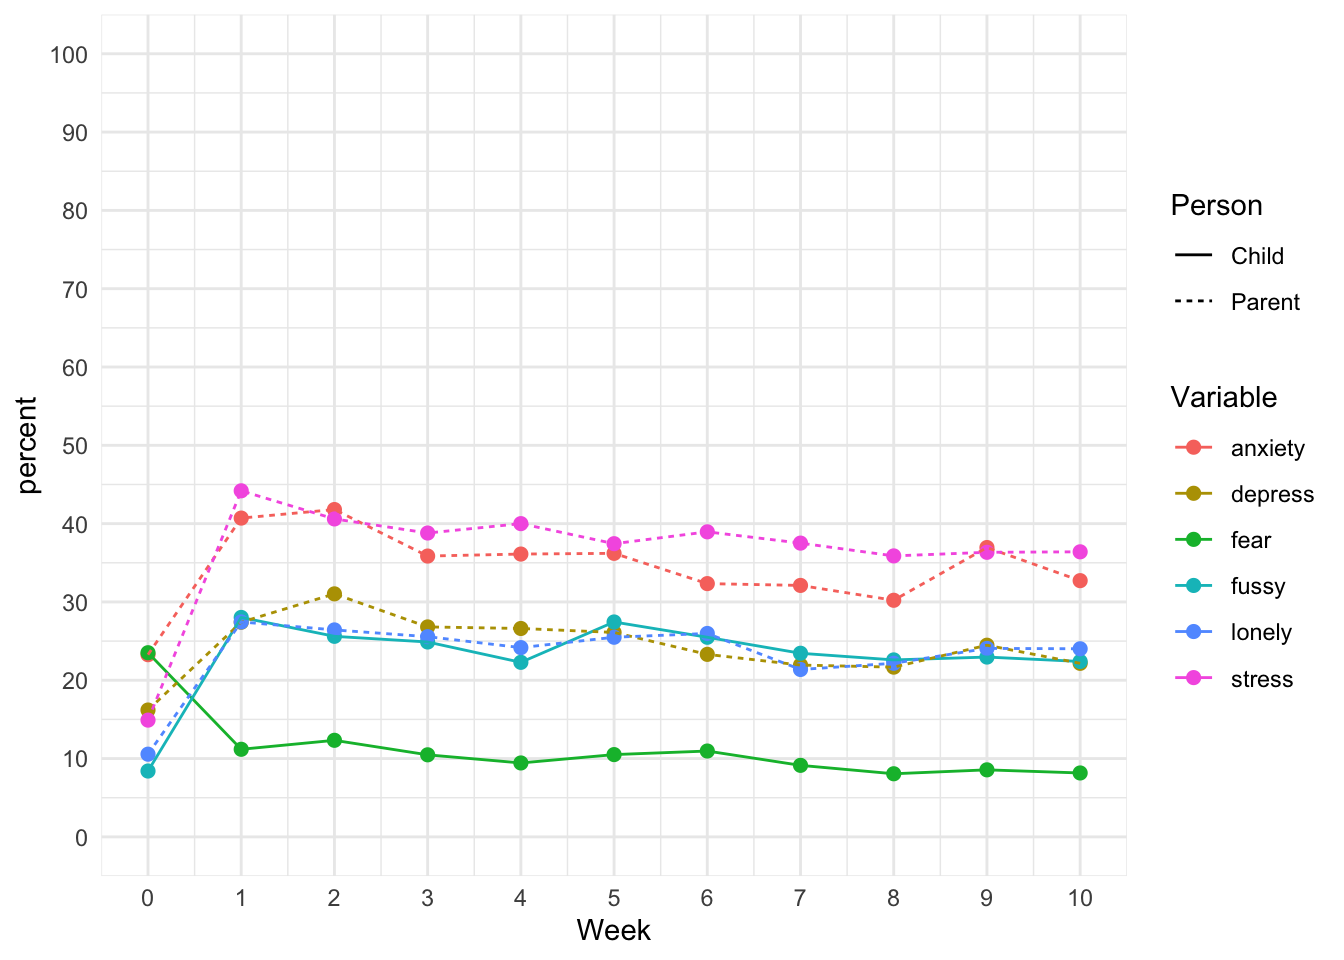 100
90
80
70
60
50
40
30
20
10
0
percent
0 1 2 3 4 5 6 7 8 9 10
Week
Person
Child
Parent
Variable
anxiety
depress
fear
fussy
lonely
stress